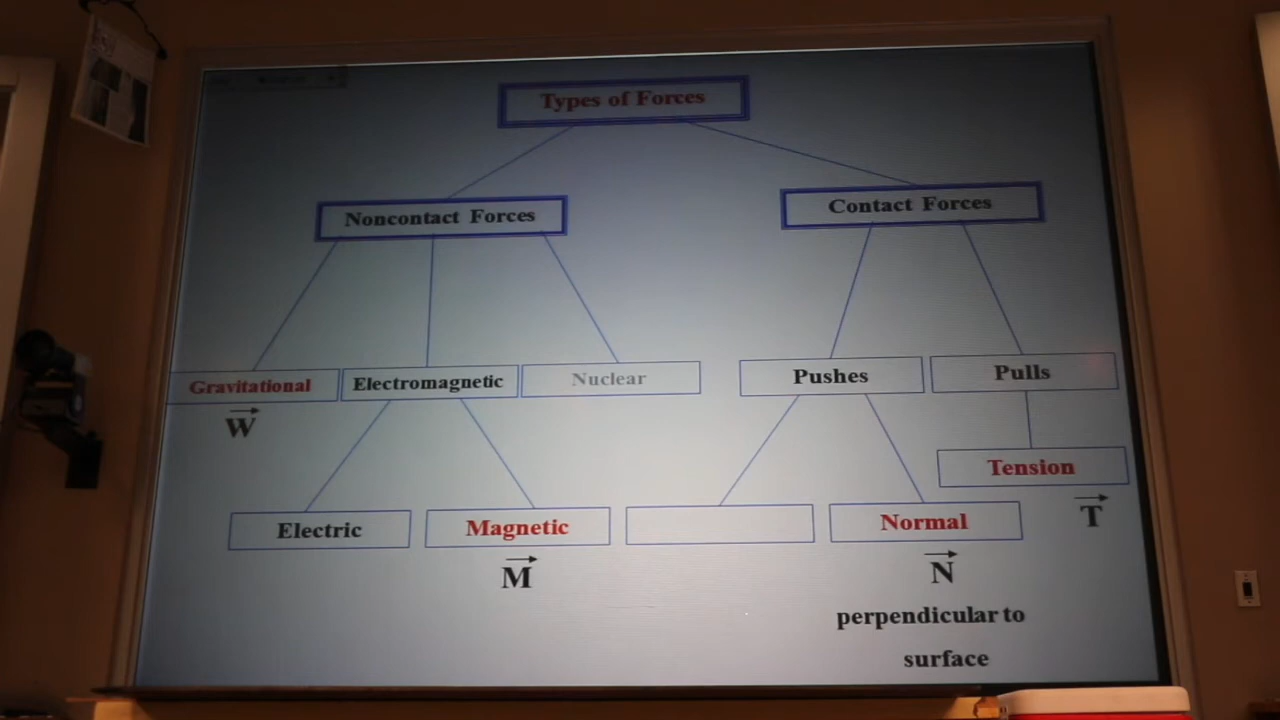 Types of Forces
Noncontact Forces
Contact Forces
Gravitational
Electromagnetic
Nuclear
Pushes
Pulls
W
Tension
T
Electric
Magnetic
Normal
M
N
perpendicular to
surface